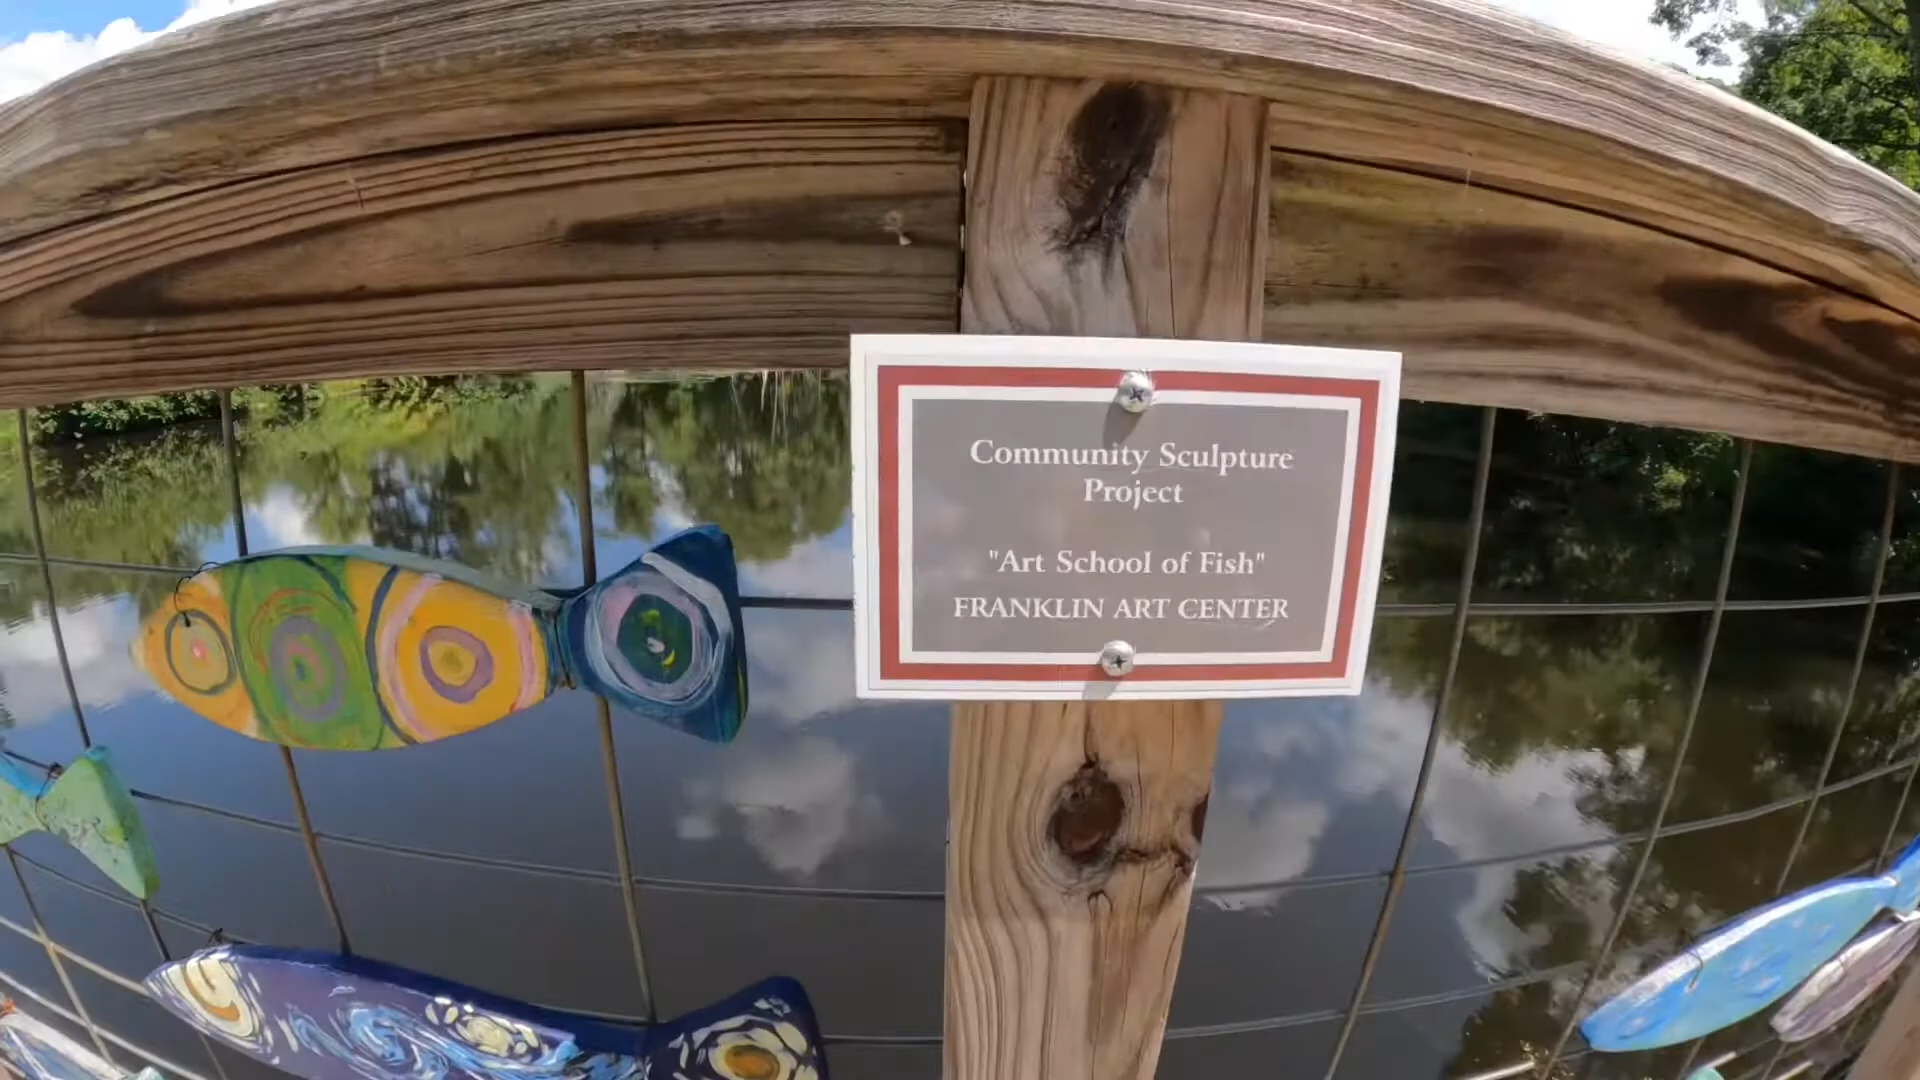 Community Sculpture
Project
"Art School of Fish"
FRANKLIN ART CENTER